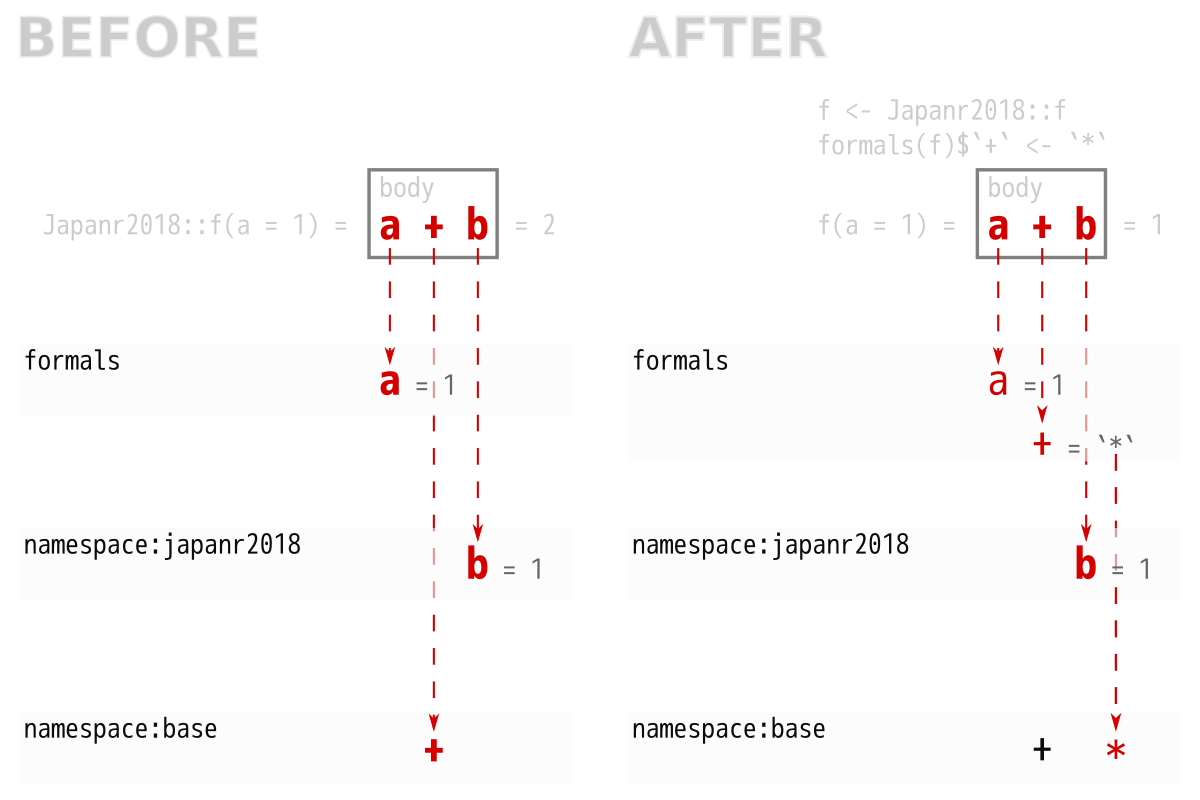 BEFORE
body
Japanr2018::f(a = 1) = a + b = 2
formals
a = 1
namespace:japanr2018
b = 1
namespace:base
+
AFTER
f <- Japanr2018::f
formals(f)$`+` <- `*`
body
f(a = 1) = a + b = 1
formals
a = 1
+ = `*`
namespace:japanr2018
b = 1
namespace:base
+ *